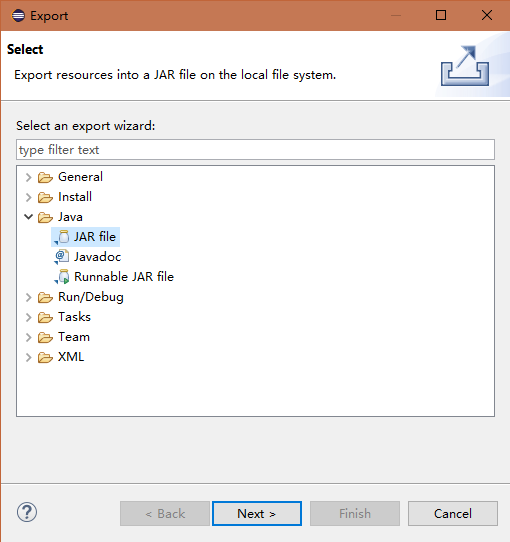 Export
Select
Export resources into a JAR file on the local file system.
Select an export wizard:
type filter text
General
Install
Java
JAR file
Javadoc
Runnable JAR file
Run/Debug
Tasks
Team
XML
< Back Next > Finish Cancel